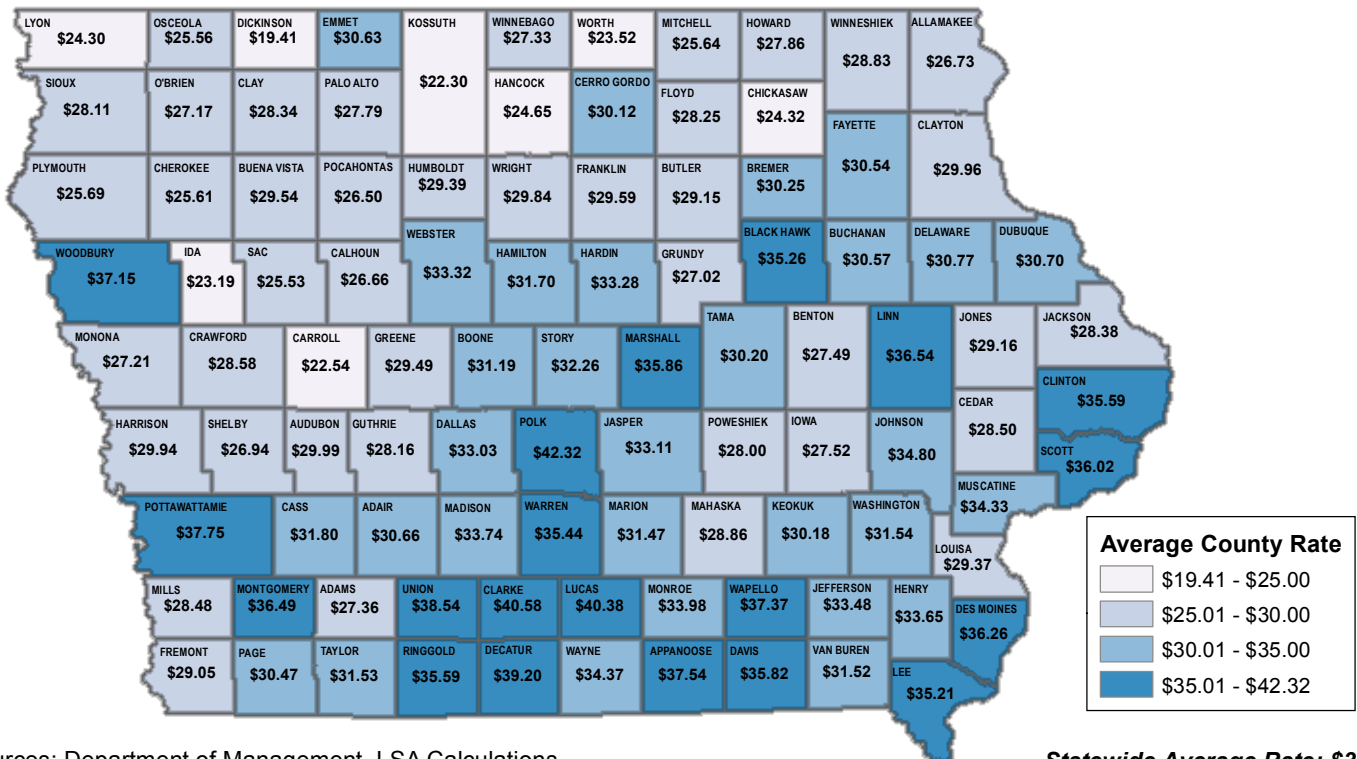 LYON
$24.30
OSCEOLA
$25.56
DICKINSON
$19.41
EMMET
$30.63
KOSSUTH
$22.30
WINNEBAGO
$27.33
WORTH
$23.52
MITCHELL
$25.64
HOWARD
$27.86
WINNESHIEK
$28.83
ALLAMAKEE
$26.73
SIOUX
$28.11
O'BRIEN
$27.17
CLAY
$28.34
PALO ALTO
$27.79
HANCOCK
$24.65
CERRO GORDO
$30.12
FLOYD
$28.25
CHICKASAW
$24.32
FAYETTE
$30.54
CLAYTON
$29.96
PLYMOUTH
$25.69
CHEROKEE
$25.61
BUENA VISTA
$29.54
POCAHONTAS
$26.50
HUMBOLDT
$29.39
WRIGHT
$29.84
FRANKLIN
$29.59
BUTLER
$29.15
BREMER
$30.25
WOODBURY
$37.15
IDA
$23.19
SAC
$25.53
CALHOUN
$26.66
WEBSTER
$33.32
HAMILTON
$31.70
HARDIN
$33.28
GRUNDY
$27.02
BLACK HAWK
$35.26
BUCHANAN
$30.57
DELAWARE
$30.77
DUBUQUE
$30.70
MONONA
$27.21
CRAWFORD
$28.58
CARROLL
$22.54
GREENE
$29.49
BOONE
$31.19
STORY
$32.26
MARSHALL
$35.86
TAMA
$30.20
BENTON
$27.49
LINN
$36.54
JONES
$29.16
JACKSON
$28.38
CLINTON
$35.59
HARRISON
$29.94
SHELBY
$26.94
AUDUBON
$29.99
GUTHRIE
$28.16
DALLAS
$33.03
POLK
$42.32
JASPER
$33.11
POWESHIEK
$28.00
IOWA
$27.52
JOHNSON
$34.80
CEDAR
$28.50
SCOTT
$36.02
MUSCATINE
$34.33
POTTAWATTAMIE
$37.75
CASS
$31.80
ADAIR
$30.66
MADISON
$33.74
WARREN
$35.44
MARION
$31.47
MAHASKA
$28.86
KEOKUK
$30.18
WASHINGTON
$31.54
LOUISA
$29.37
MILLS
$28.48
MONTGOMERY
$36.49
ADAMS
$27.36
UNION
$38.54
CLARKE
$40.58
LUCAS
$40.38
MONROE
$33.98
WAPELLO
$37.37
JEFFERSON
$33.48
HENRY
$33.65
DES MOINES
$36.26
FREMONT
$29.05
PAGE
$30.47
TAYLOR
$31.53
RINGGOLD
$35.59
DECATUR
$39.20
WAYNE
$34.37
APPANOOSE
$37.54
DAVIS
$35.82
VAN BUREN
$31.52
LEE
$35.21
Average County Rate
$19.41 - $25.00
$25.01 - $30.00
$30.01 - $35.00
$35.01 - $42.32
Department of Management, LSA Calculations
Statewide Average Rate: